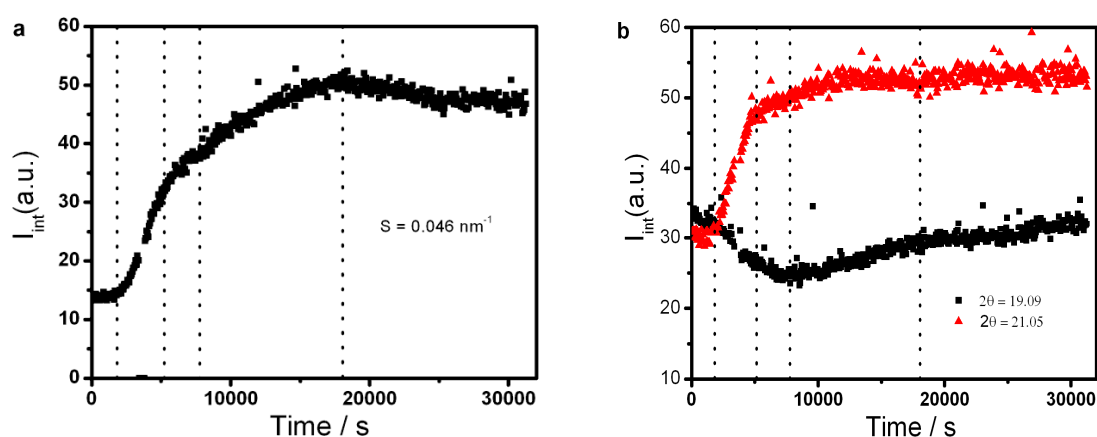 a
60
50
40
30
20
10
0
I_int(a.u.)
S = 0.046 nm⁻¹
0 10000 20000 30000
Time / s
b
60
50
40
30
20
10
I_int(a.u.)
2θ = 19.09
2θ = 21.05
0 10000 20000 30000
Time / s